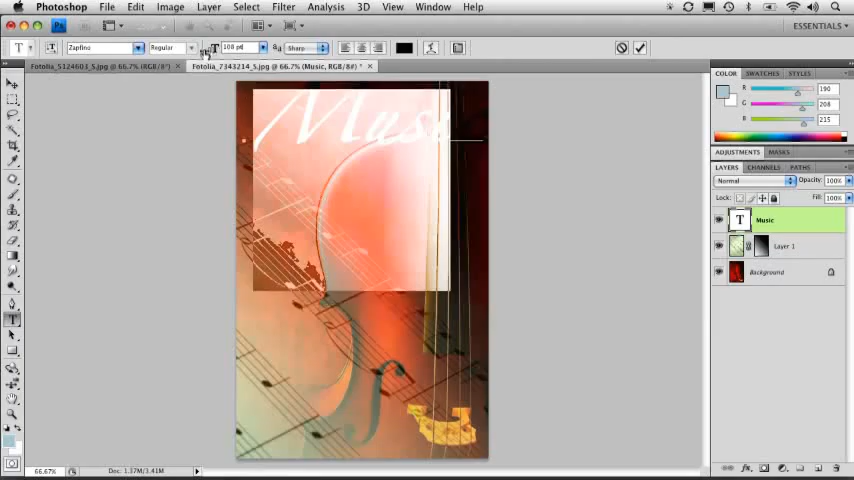 Photoshop File Edit Image Layer Select Filter Analysis 3D View Window Help
ESSENTIALS
T Zapfino Regular 106 pt Sharp
Fotolia_5124603_S.jpg @ 66.7% (RGB/8*) Fotolia_7343214_S.jpg @ 66.7% (Music, RGB/8#) *
COLOR SWATCHES STYLES
R 190
G 208
B 215
Music
ADJUSTMENTS MASKS
LAYERS CHANNELS PATHS
Normal Opacity: 100%
Lock: Fill: 100%
T Music
Layer 1
Background
T
66.67% Doc: 1.37M/3.41M